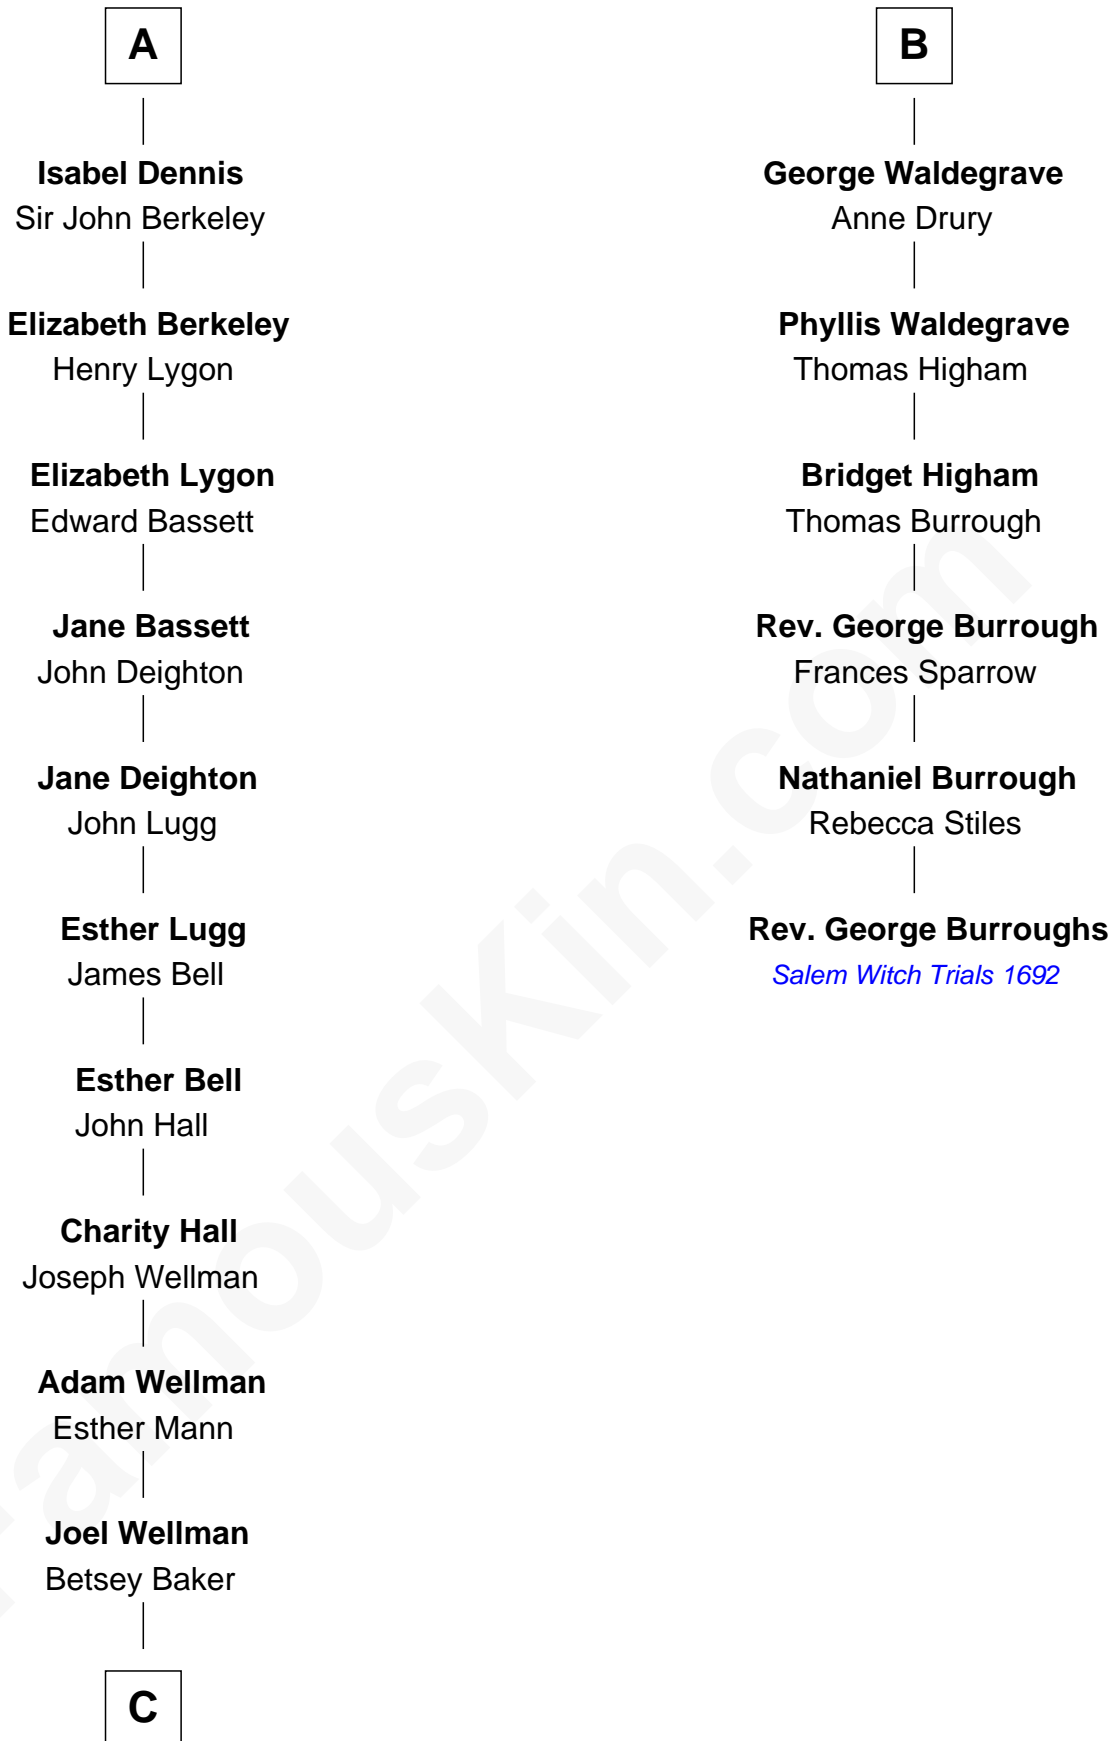 A
Isabel Dennis
Sir John Berkeley
Elizabeth Berkeley
Henry Lygon
Elizabeth Lygon
Edward Bassett
Jane Bassett
John Deighton
Jane Deighton
John Lugg
Esther Lugg
James Bell
Esther Bell
John Hall
Charity Hall
Joseph Wellman
Adam Wellman
Esther Mann
Joel Wellman
Betsey Baker
C
B
George Waldegrave
Anne Drury
Phyllis Waldegrave
Thomas Higham
Bridget Higham
Thomas Burrough
Rev. George Burrough
Frances Sparrow
Nathaniel Burrough
Rebecca Stiles
Rev. George Burroughs
Salem Witch Trials 1692
FamousKin.com